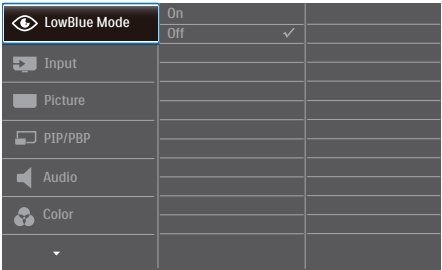 LowBlue Mode
On
Off
Input
Picture
PIP/PBP
Audio
Color